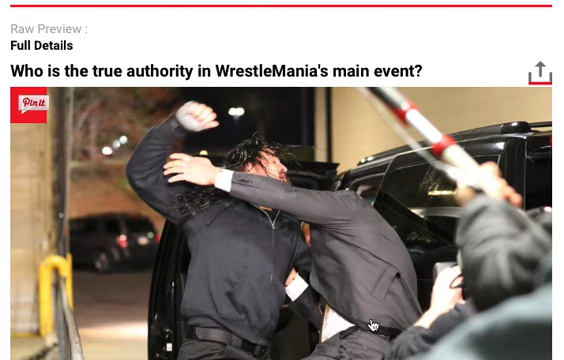 Raw Preview :
Full Details
Who is the true authority in WrestleMania's main event?
Pin it